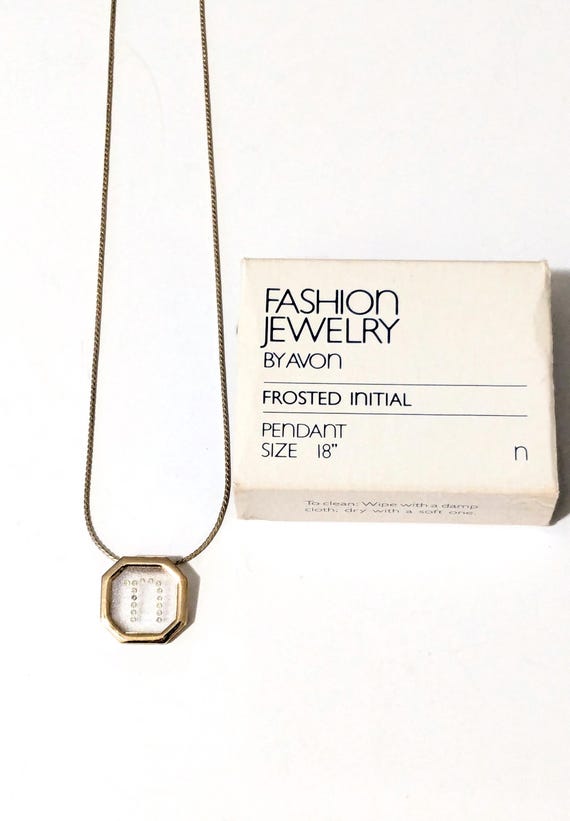 FASHION
JEWELRY
BY AVON
FROSTED INITIAL
PENDANT
SIZE 18"
n
To clean: Wipe with a damp
cloth; dry with a soft one.
n